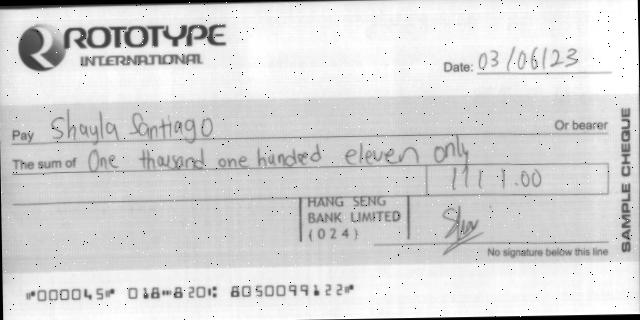 ROTOTYPE
INTERNATIONAL
Date: 03/06/23
Pay Shayla Santiago Or bearer
The sum of One thousand one hundred eleven only
1111.00
HANG SENG
BANK LIMITED
(024)
No signature below this line
SAMPLE CHEQUE
⑈000045⑈ 018⑉820⑆ 8050099122⑈